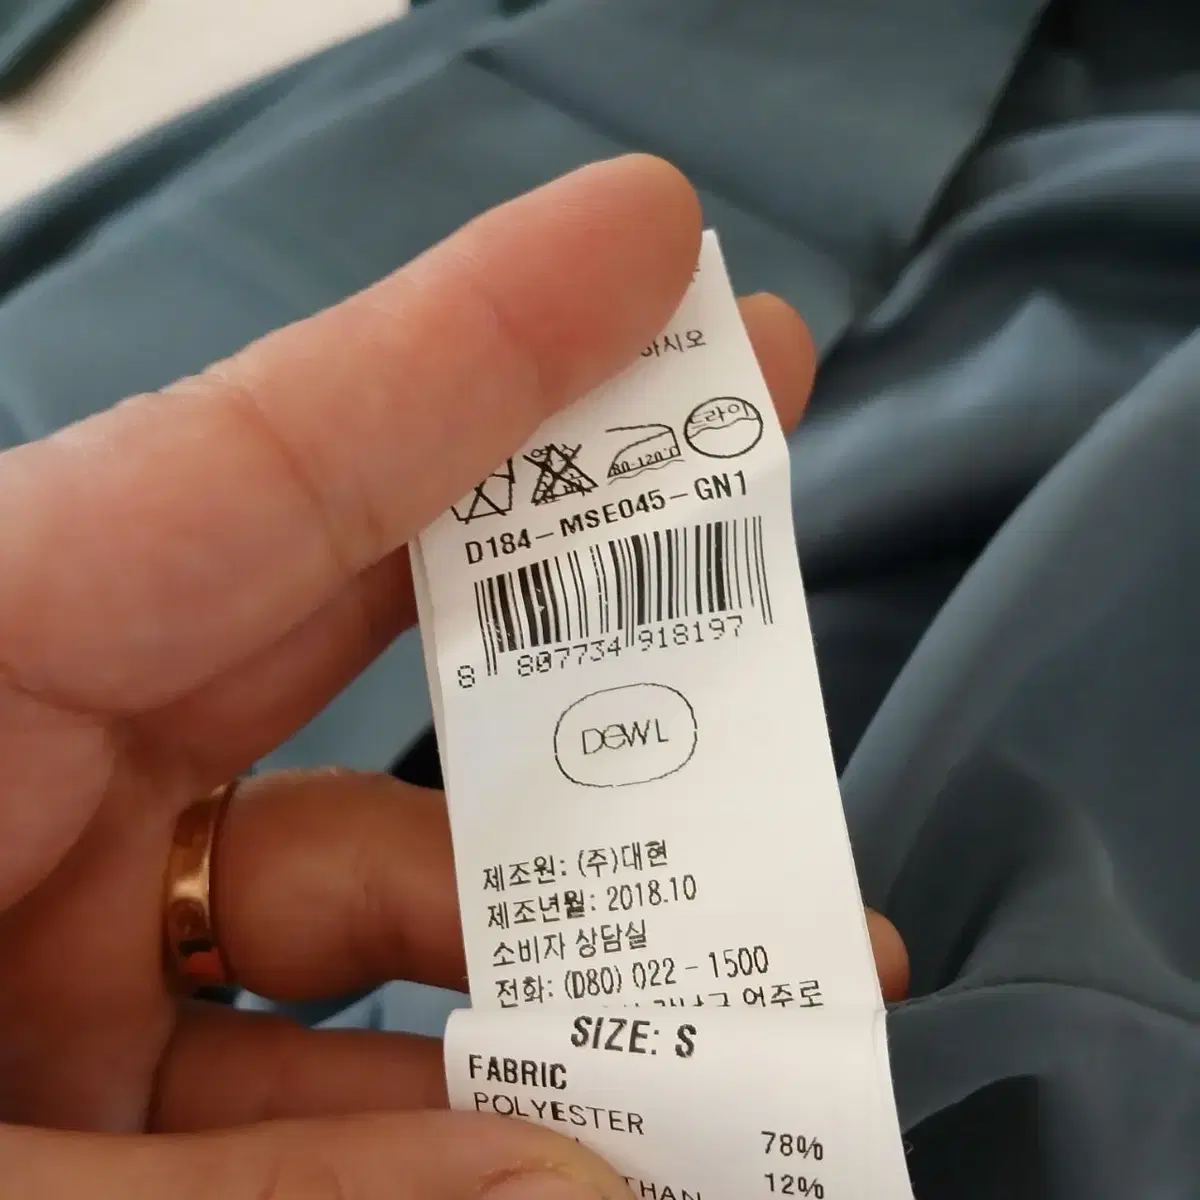 하시오
드라이
80-120℃
D184-MSE045-GN1
8 807734 918197
DEWL
제조원: (주)대현
제조년월: 2018.10
소비자 상담실
전화: (080) 022-1500
SIZE: S
FABRIC
POLYESTER
78%
12%